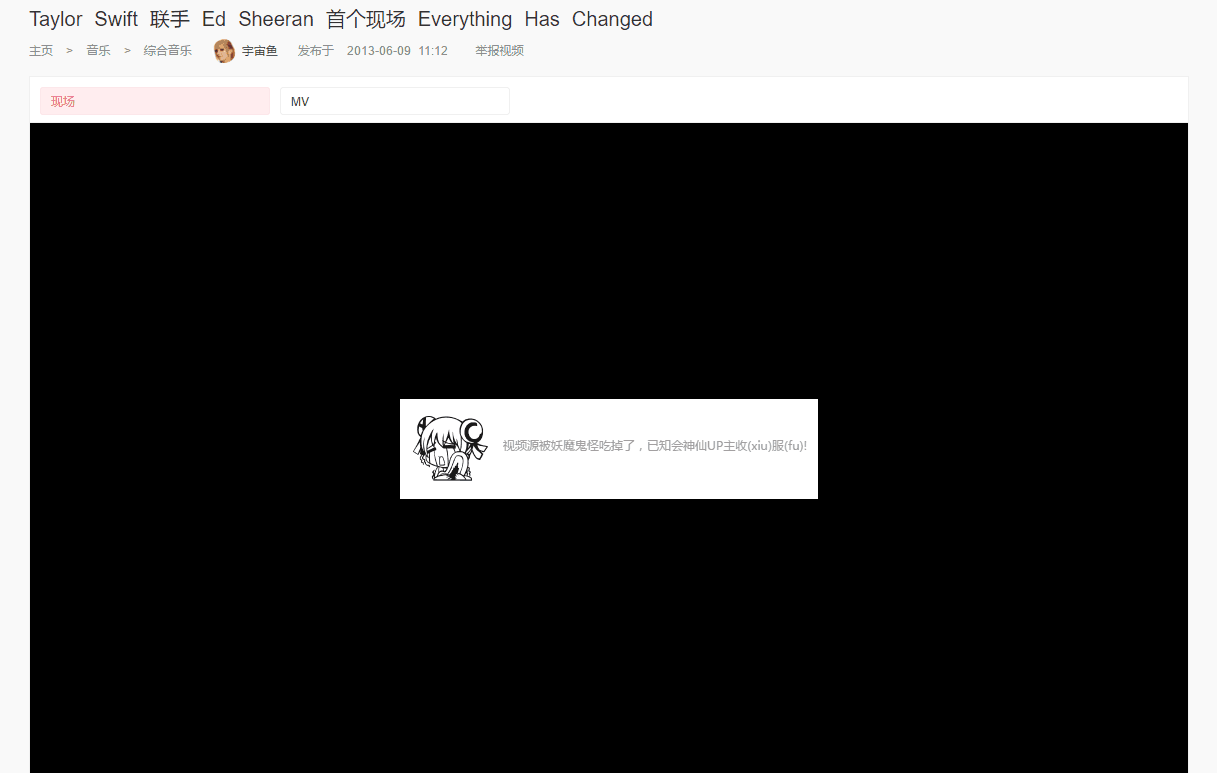 Taylor Swift 联手 Ed Sheeran 首个现场 Everything Has Changed
主页 > 音乐 > 综合音乐 宇宙鱼 发布于 2013-06-09 11:12 举报视频
现场 MV
视频源被妖魔鬼怪吃掉了，已知会神仙UP主收(xiu)服(fu)!